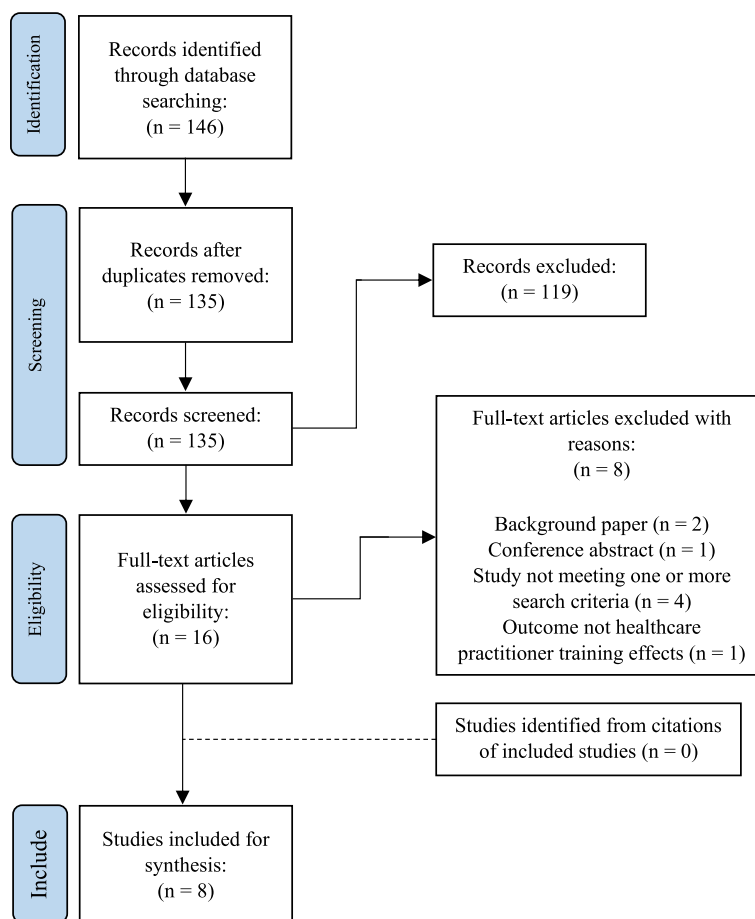 Identification
Records identified
through database
searching:
(n = 146)
Screening
Records after
duplicates removed:
(n = 135)
Records excluded:
(n = 119)
Records screened:
(n = 135)
Full-text articles excluded with
reasons:
(n = 8)
Background paper (n = 2)
Conference abstract (n = 1)
Study not meeting one or more
search criteria (n = 4)
Outcome not healthcare
practitioner training effects (n = 1)
Eligibility
Full-text articles
assessed for
eligibility:
(n = 16)
Studies identified from citations
of included studies (n = 0)
Include
Studies included for
synthesis:
(n = 8)